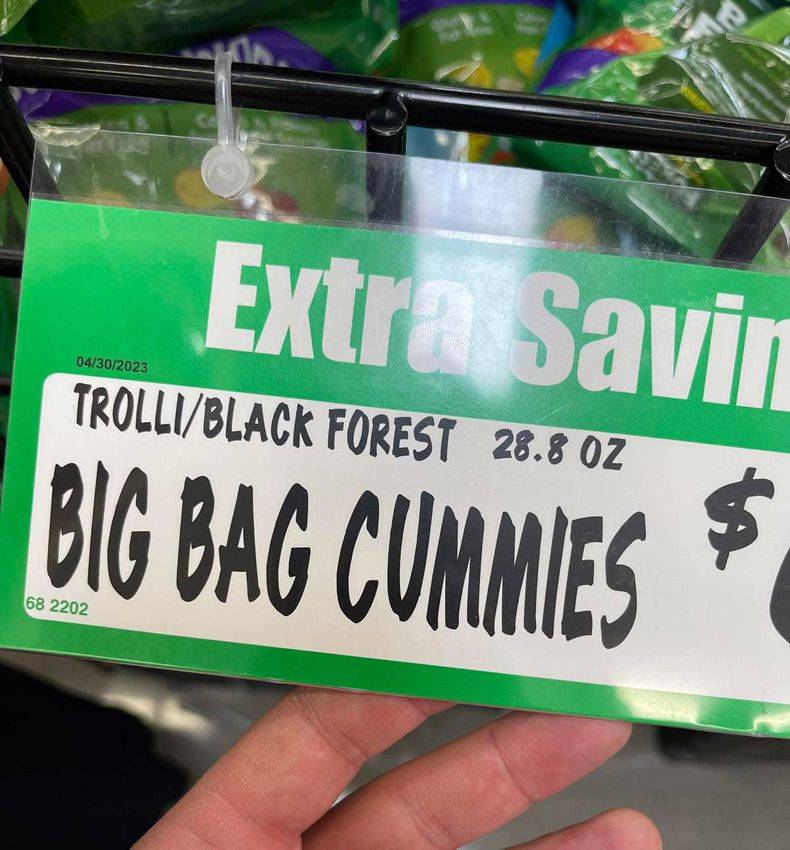 Extra Savin
04/30/2023
TROLLI/BLACK FOREST 28.8 OZ
BIG BAG CUMMIES $
68 2202